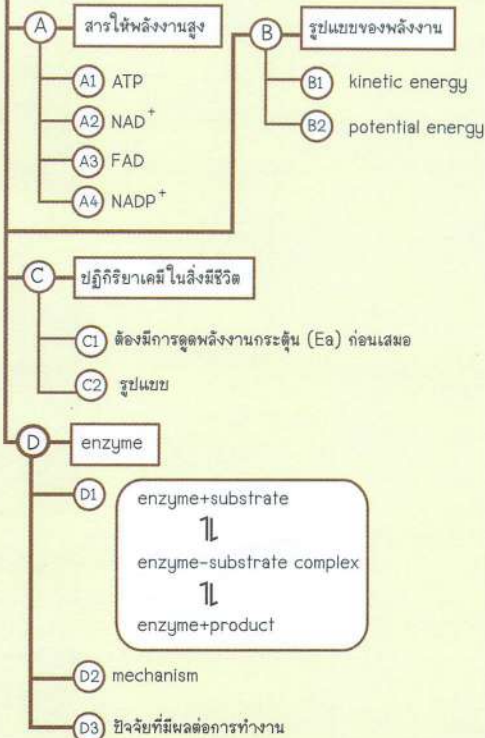 A สารให้พลังงานสูง
A1 ATP
A2 NAD⁺
A3 FAD
A4 NADP⁺
B รูปแบบของพลังงาน
B1 kinetic energy
B2 potential energy
C ปฏิกิริยาเคมีในสิ่งมีชีวิต
C1 ต้องมีการดูดพลังงานกระตุ้น (Ea) ก่อนเสมอ
C2 รูปแบบ
D enzyme
D1 enzyme+substrate
⥮
enzyme-substrate complex
⥮
enzyme+product
D2 mechanism
D3 ปัจจัยที่มีผลต่อการทำงาน